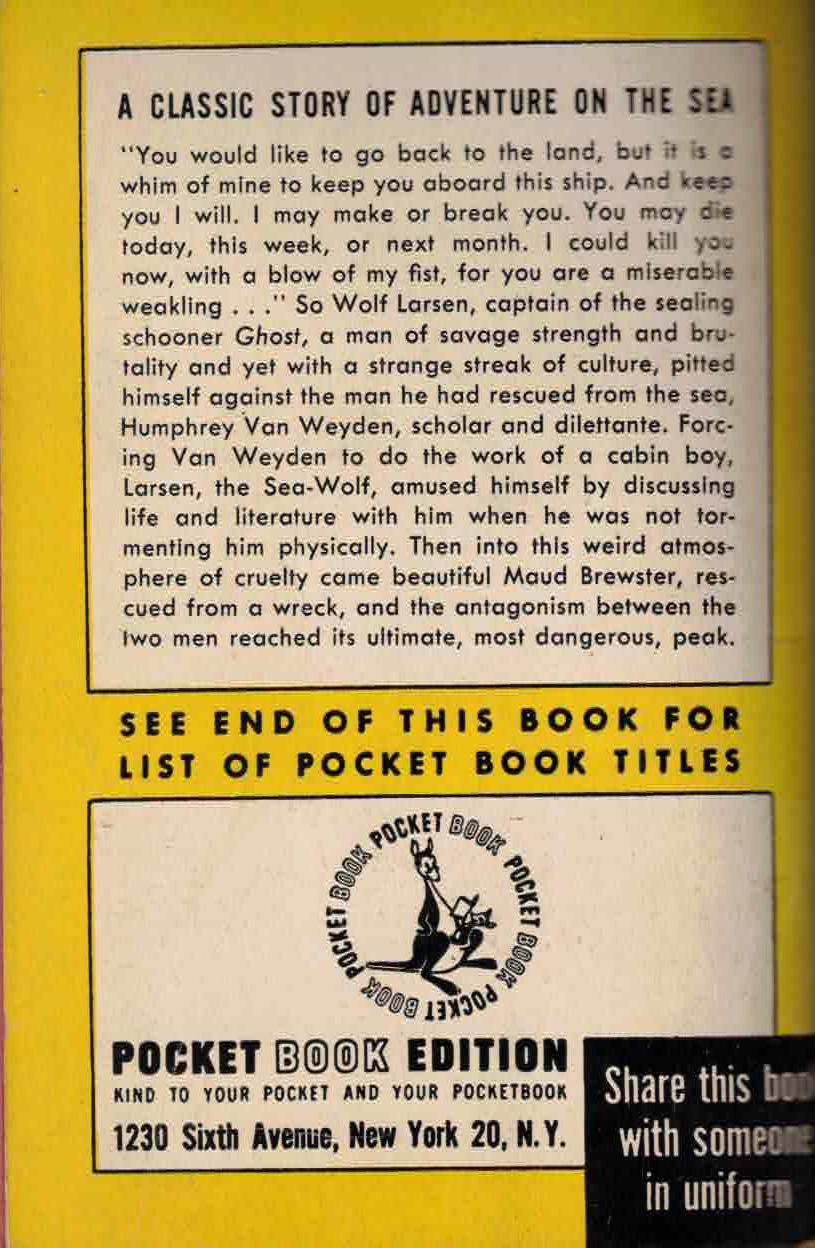 A CLASSIC STORY OF ADVENTURE ON THE SEA
"You would like to go back to the land, but it is a
whim of mine to keep you aboard this ship. And keep
you I will. I may make or break you. You may die
today, this week, or next month. I could kill you
now, with a blow of my fist, for you are a miserable
weakling . . ." So Wolf Larsen, captain of the sealing
schooner Ghost, a man of savage strength and bru-
tality and yet with a strange streak of culture, pitted
himself against the man he had rescued from the sea,
Humphrey Van Weyden, scholar and dilettante. Forc-
ing Van Weyden to do the work of a cabin boy,
Larsen, the Sea-Wolf, amused himself by discussing
life and literature with him when he was not tor-
menting him physically. Then into this weird atmos-
phere of cruelty came beautiful Maud Brewster, res-
cued from a wreck, and the antagonism between the
two men reached its ultimate, most dangerous, peak.
SEE END OF THIS BOOK FOR
LIST OF POCKET BOOK TITLES
POCKET BOOK POCKET BOOK POCKET BOOK POCKET BOOK
POCKET BOOK EDITION
KIND TO YOUR POCKET AND YOUR POCKETBOOK
1230 Sixth Avenue, New York 20, N.Y.
Share this boo
with someone
in uniform